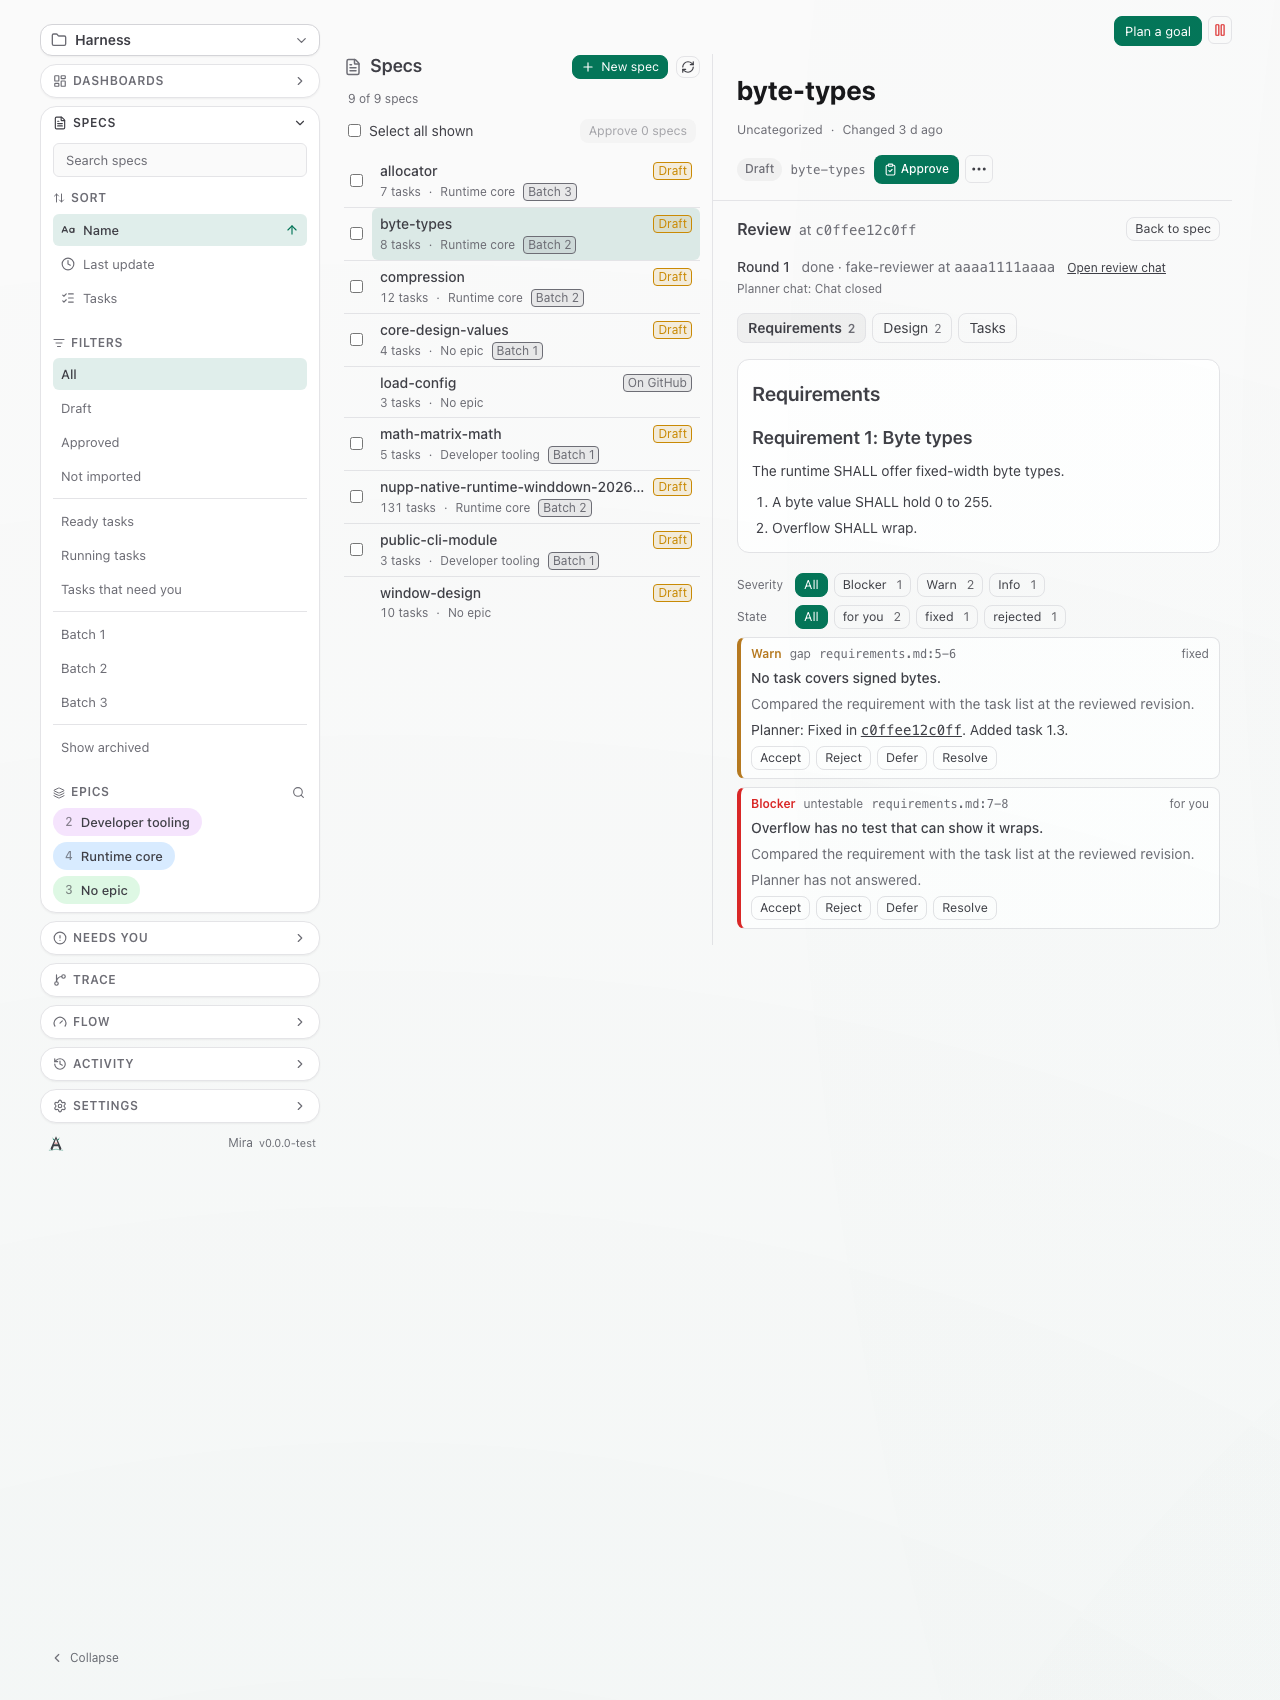 Harness
Plan a goal
DASHBOARDS
SPECS
Search specs
SORT
Name
Last update
Tasks
FILTERS
All
Draft
Approved
Not imported
Ready tasks
Running tasks
Tasks that need you
Batch 1
Batch 2
Batch 3
Show archived
EPICS
2 Developer tooling
4 Runtime core
3 No epic
NEEDS YOU
TRACE
FLOW
ACTIVITY
SETTINGS
Mira v0.0.0-test
Collapse
Specs
New spec
9 of 9 specs
Select all shown
Approve 0 specs
allocator Draft
7 tasks · Runtime core Batch 3
byte-types Draft
8 tasks · Runtime core Batch 2
compression Draft
12 tasks · Runtime core Batch 2
core-design-values Draft
4 tasks · No epic Batch 1
load-config On GitHub
3 tasks · No epic
math-matrix-math Draft
5 tasks · Developer tooling Batch 1
nupp-native-runtime-winddown-2026... Draft
131 tasks · Runtime core Batch 2
public-cli-module Draft
3 tasks · Developer tooling Batch 1
window-design Draft
10 tasks · No epic
byte-types
Uncategorized · Changed 3 d ago
Draft byte-types Approve
Review at c0ffee12c0ff Back to spec
Round 1 done · fake-reviewer at aaaa1111aaaa Open review chat
Planner chat: Chat closed
Requirements 2 Design 2 Tasks
Requirements
Requirement 1: Byte types
The runtime SHALL offer fixed-width byte types.
1. A byte value SHALL hold 0 to 255.
2. Overflow SHALL wrap.
Severity All Blocker 1 Warn 2 Info 1
State All for you 2 fixed 1 rejected 1
Warn gap requirements.md:5-6 fixed
No task covers signed bytes.
Compared the requirement with the task list at the reviewed revision.
Planner: Fixed in c0ffee12c0ff. Added task 1.3.
Accept Reject Defer Resolve
Blocker untestable requirements.md:7-8 for you
Overflow has no test that can show it wraps.
Compared the requirement with the task list at the reviewed revision.
Planner has not answered.
Accept Reject Defer Resolve